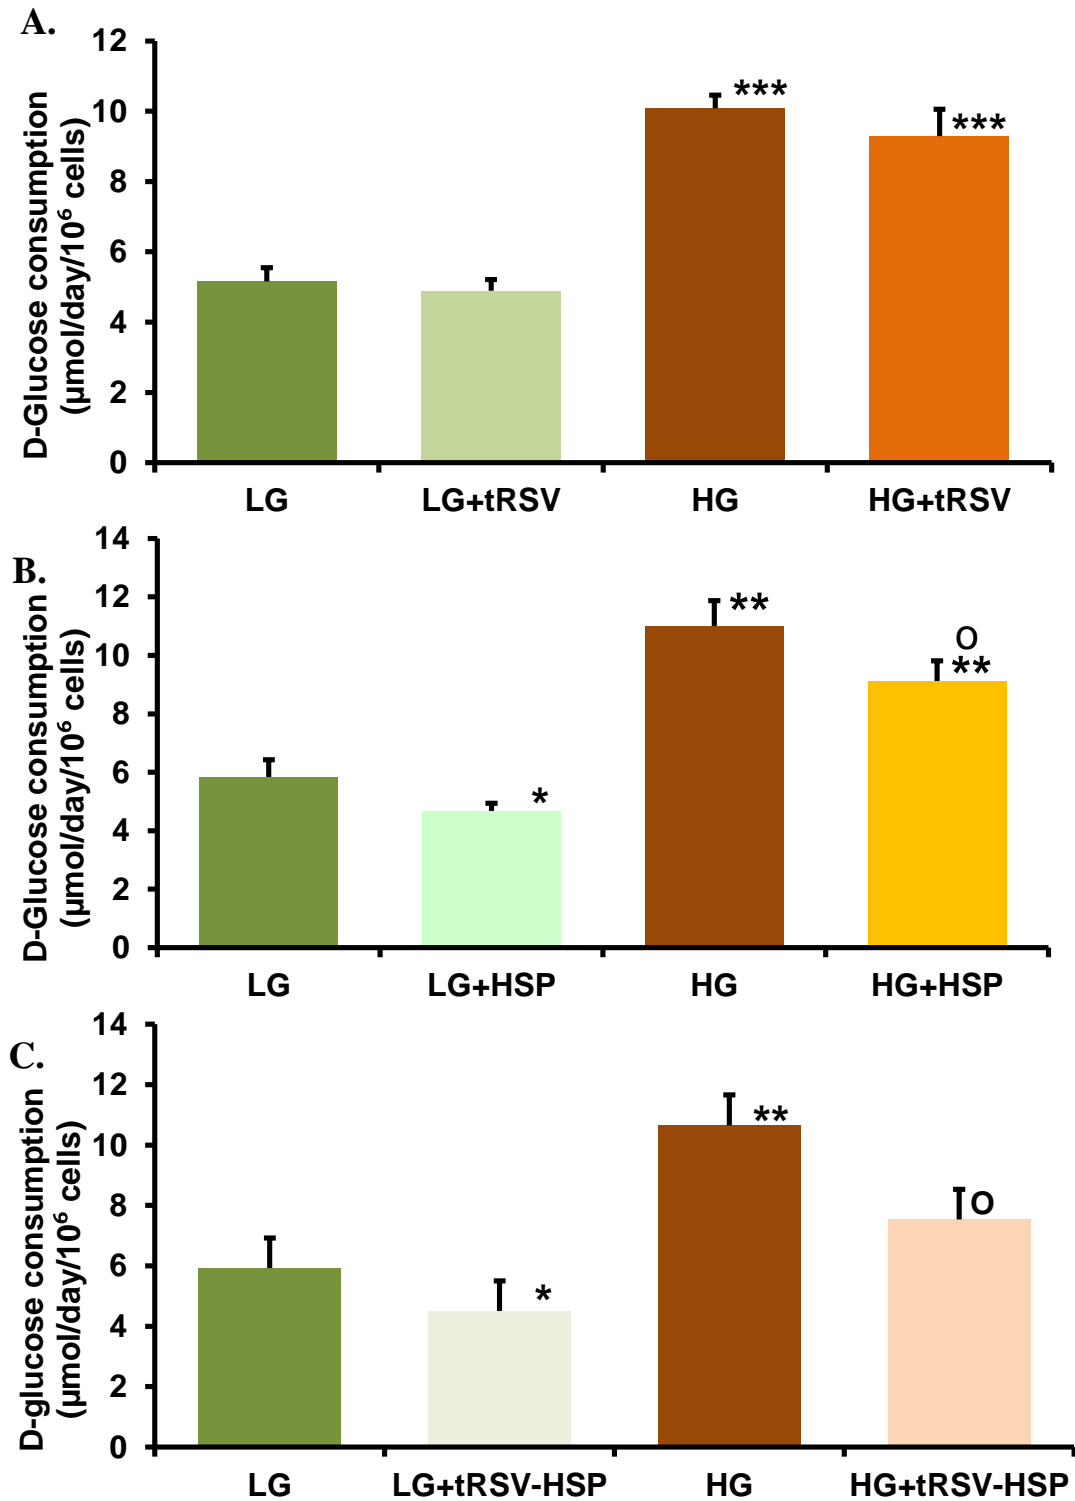 A.
D-Glucose consumption
(µmol/day/10⁶ cells)
12
10
8
6
4
2
0
***
***
LG LG+tRSV HG HG+tRSV
B.
D-Glucose consumption
(µmol/day/10⁶ cells)
14
12
10
8
6
4
2
0
*
**
o
**
LG LG+HSP HG HG+HSP
C.
D-glucose consumption
(µmol/day/10⁶ cells)
14
12
10
8
6
4
2
0
*
**
o
LG LG+tRSV-HSP HG HG+tRSV-HSP